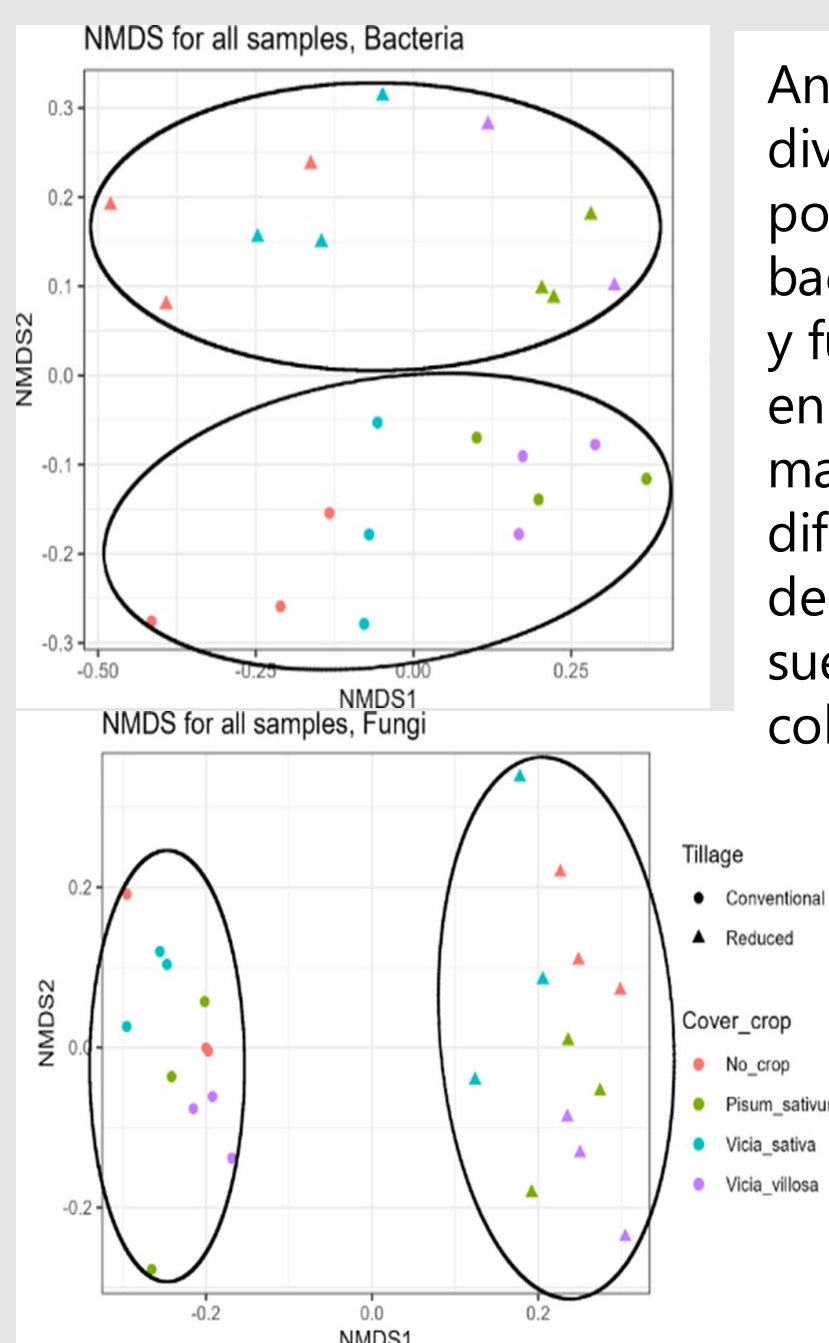 NMDS for all samples, Bacteria
0.3
0.2
0.1
0.0
-0.1
-0.2
-0.3
NMDS2
-0.50
-0.25
0.00
0.25
NMDS1
NMDS for all samples, Fungi
0.2
0.0
-0.2
NMDS2
-0.2
0.0
0.2
NMDS1
Tillage
Conventional
Reduced
Cover_crop
No_crop
Pisum_sativu
Vicia_sativa
Vicia_villosa
An
div
po
bac
y fu
en
ma
dif
de
sue
col